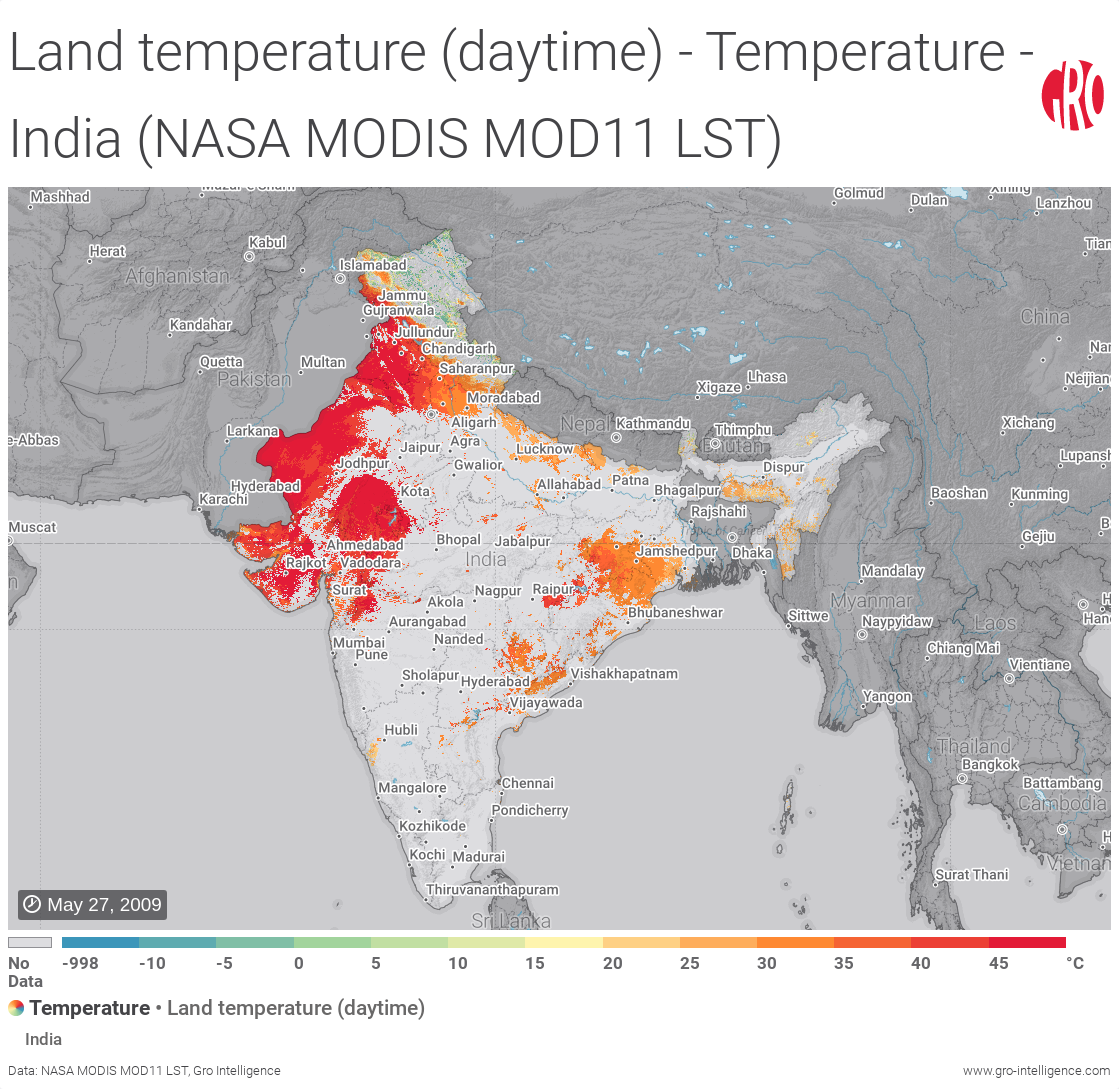 Land temperature (daytime) - Temperature -
India (NASA MODIS MOD11 LST)
GRO
Mashhad
Golmud
Dulan
Xining
Lanzhou
Herat
Kabul
Afghanistan
Islamabad
Jammu
Gujranwala
Kandahar
Jullundur
Chandigarh
Quetta
Multan
Saharanpur
Pakistan
China
Xigaze
Lhasa
Moradabad
Larkana
Aligarh
Nepal
Kathmandu
Thimphu
Bhutan
Xichang
Jaipur
Agra
Lucknow
Jodhpur
Gwalior
Dispur
Hyderabad
Kota
Allahabad
Patna
Bhagalpur
Karachi
Baoshan
Kunming
Rajshahi
Muscat
Ahmedabad
Bhopal
Jabalpur
India
Jamshedpur
Dhaka
Gejiu
Rajkot
Vadodara
Mandalay
Surat
Nagpur
Raipur
Akola
Myanmar
Aurangabad
Bhubaneswar
Sittwe
Naypyidaw
Laos
Mumbai
Pune
Nanded
Chiang Mai
Vientiane
Sholapur
Hyderabad
Vishakhapatnam
Vijayawada
Yangon
Hubli
Thailand
Bangkok
Mangalore
Chennai
Battambang
Cambodia
Pondicherry
Kozhikode
Kochi
Madurai
Vietnam
Surat Thani
Thiruvananthapuram
Sri Lanka
May 27, 2009
No Data
-998 -10 -5 0 5 10 15 20 25 30 35 40 45 °C
Temperature • Land temperature (daytime)
India
Data: NASA MODIS MOD11 LST, Gro Intelligence
www.gro-intelligence.com